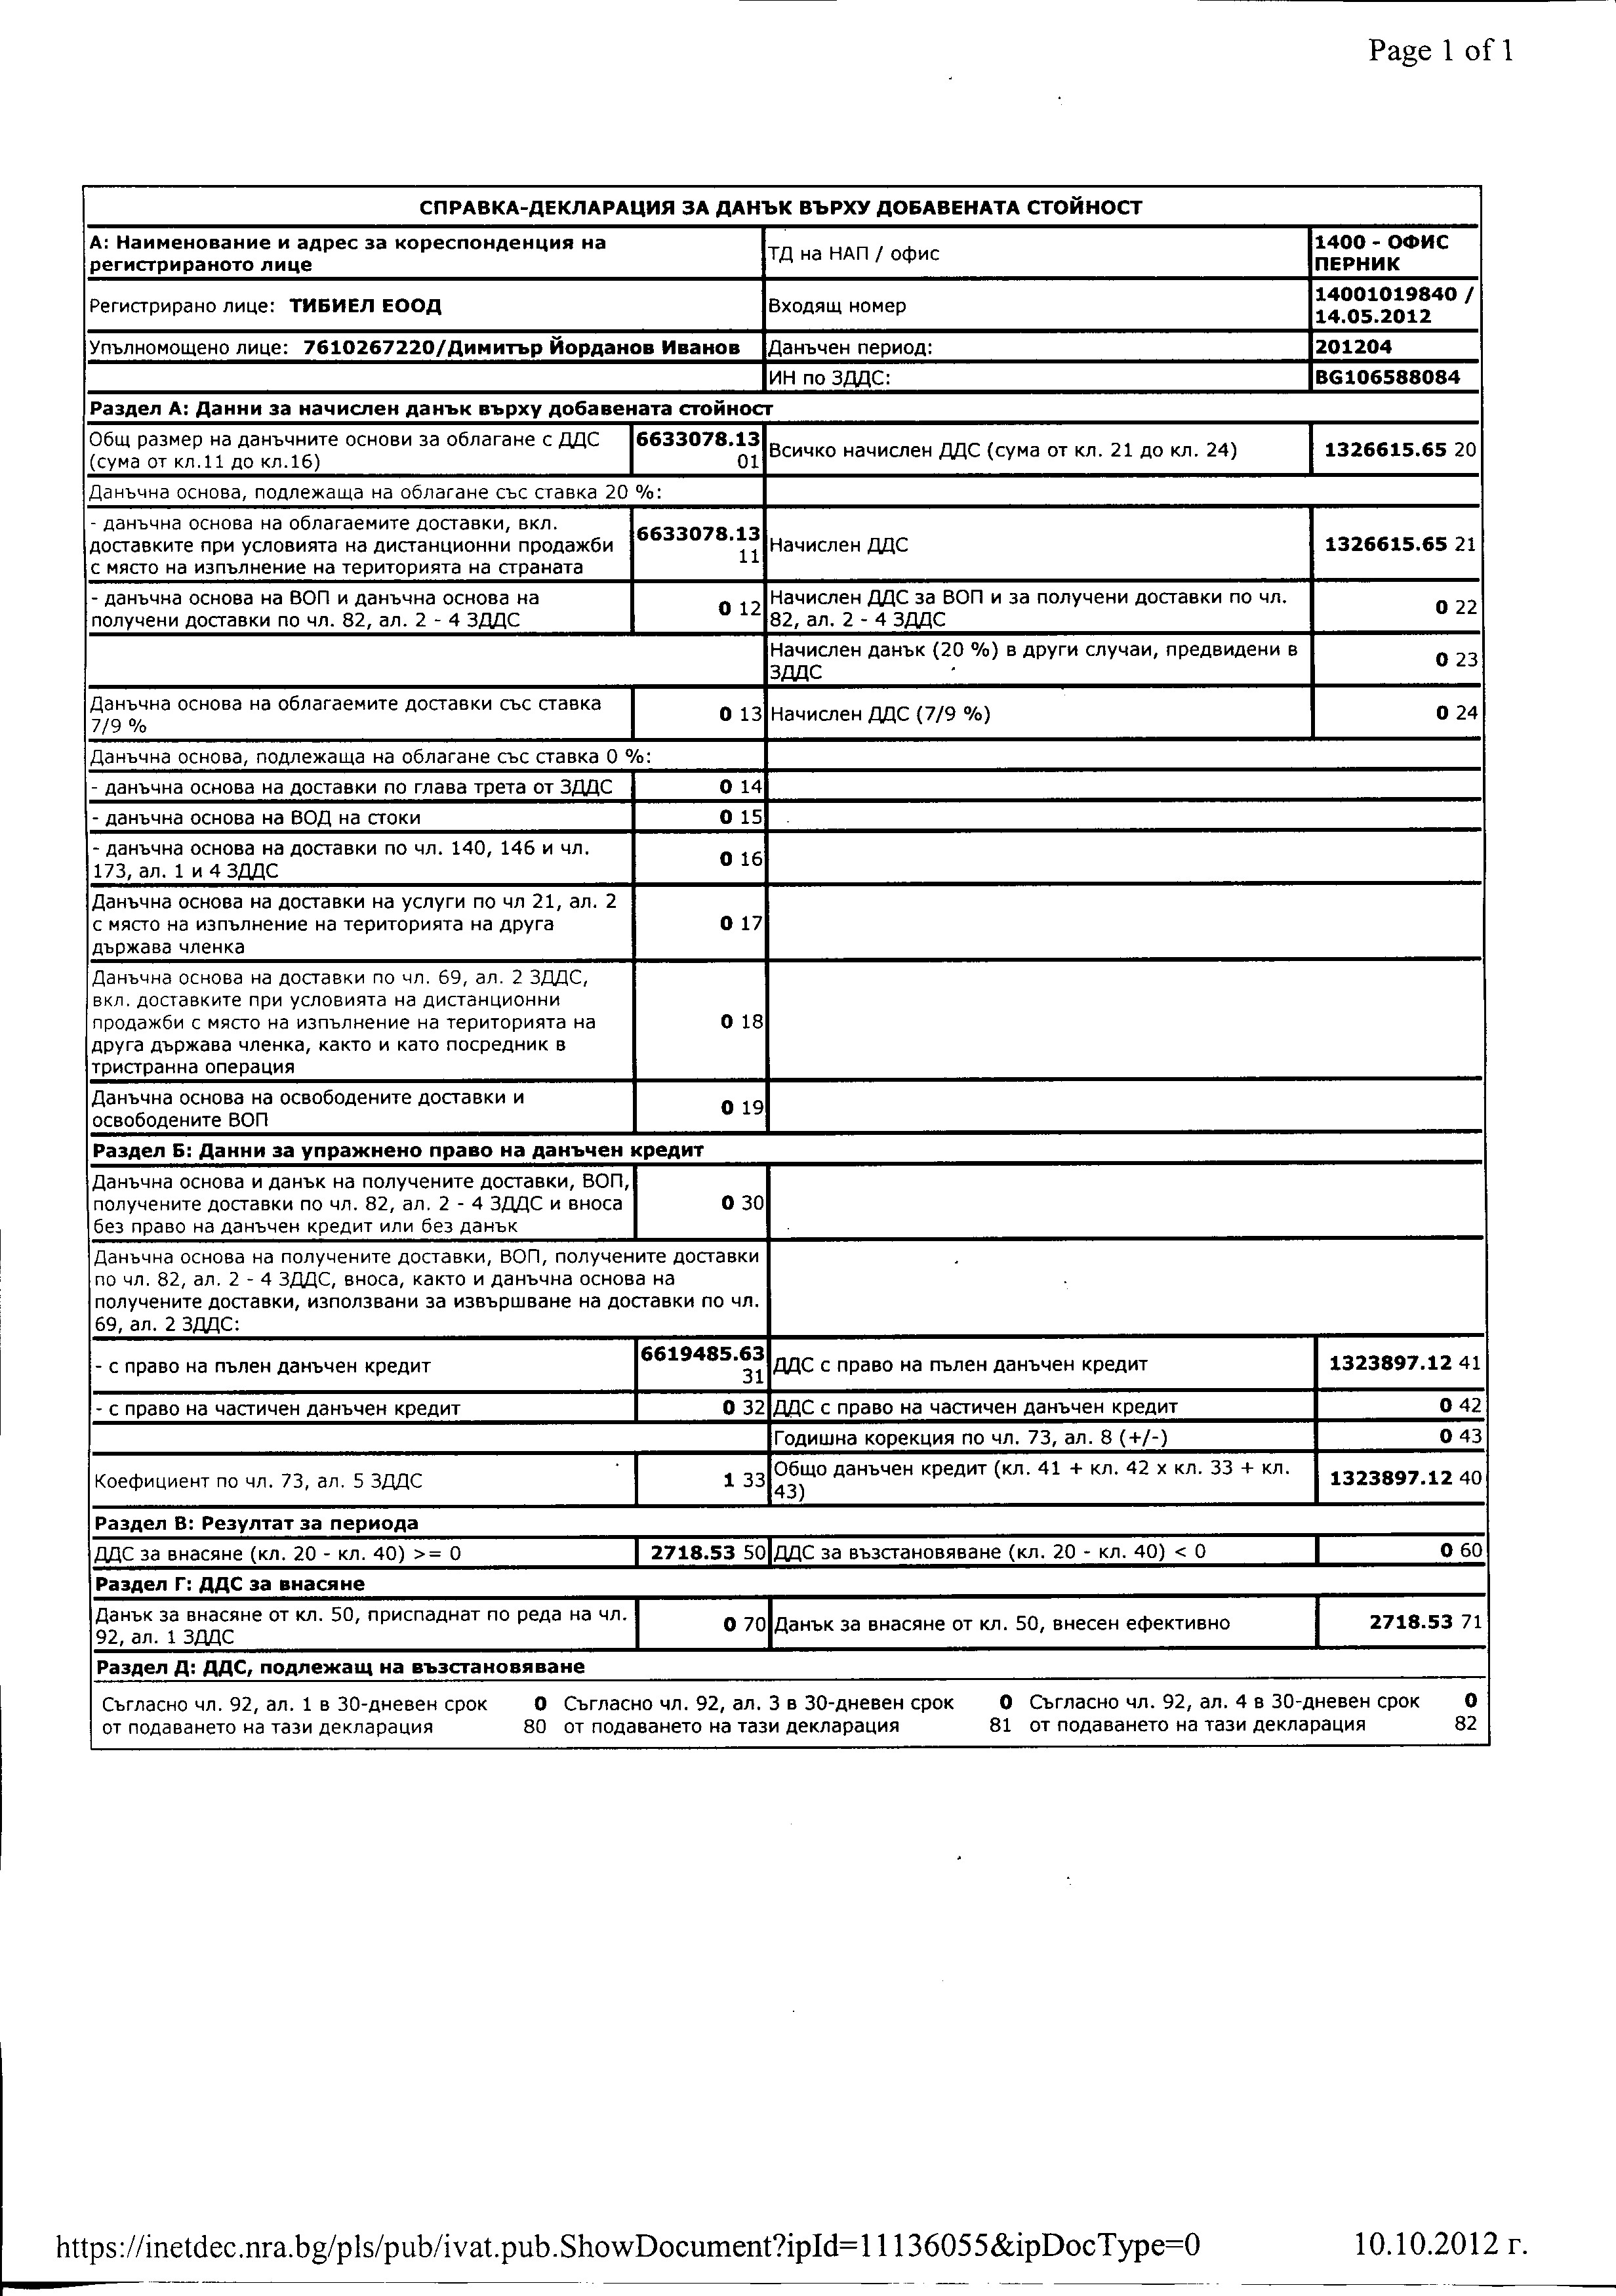 Page 1 of 1
СПРАВКА-ДЕКЛАРАЦИЯ ЗА ДАНЪК ВЪРХУ ДОБАВЕНАТА СТОЙНОСТ
А: Наименование и адрес за кореспонденция на
регистрираното лице
ТД на НАП / офис
1400 - ОФИС
ПЕРНИК
Регистрирано лице: ТИБИЕЛ ЕООД
Входящ номер
14001019840 /
14.05.2012
Упълномощено лице: 7610267220/Димитър Йорданов Иванов
Данъчен период:
201204
ИН по ЗДДС:
BG106588084
Раздел А: Данни за начислен данък върху добавената стойност
Общ размер на данъчните основи за облагане с ДДС
(сума от кл.11 до кл.16)
6633078.13
01
Всичко начислен ДДС (сума от кл. 21 до кл. 24)
1326615.65 20
Данъчна основа, подлежаща на облагане със ставка 20 %:
- данъчна основа на облагаемите доставки, вкл.
доставките при условията на дистанционни продажби
с място на изпълнение на територията на страната
6633078.13
11
Начислен ДДС
1326615.65 21
- данъчна основа на ВОП и данъчна основа на
получени доставки по чл. 82, ал. 2 - 4 ЗДДС
0 12
Начислен ДДС за ВОП и за получени доставки по чл.
82, ал. 2 - 4 ЗДДС
0 22
Начислен данък (20 %) в други случаи, предвидени в
ЗДДС
0 23
Данъчна основа на облагаемите доставки със ставка
7/9 %
0 13
Начислен ДДС (7/9 %)
0 24
Данъчна основа, подлежаща на облагане със ставка 0 %:
- данъчна основа на доставки по глава трета от ЗДДС
0 14
- данъчна основа на ВОД на стоки
0 15
- данъчна основа на доставки по чл. 140, 146 и чл.
173, ал. 1 и 4 ЗДДС
0 16
Данъчна основа на доставки на услуги по чл 21, ал. 2
с място на изпълнение на територията на друга
държава членка
0 17
Данъчна основа на доставки по чл. 69, ал. 2 ЗДДС,
вкл. доставките при условията на дистанционни
продажби с място на изпълнение на територията на
друга държава членка, както и като посредник в
тристранна операция
0 18
Данъчна основа на освободените доставки и
освободените ВОП
0 19
Раздел Б: Данни за упражнено право на данъчен кредит
Данъчна основа и данък на получените доставки, ВОП,
получените доставки по чл. 82, ал. 2 - 4 ЗДДС и вноса
без право на данъчен кредит или без данък
0 30
Данъчна основа на получените доставки, ВОП, получените доставки
по чл. 82, ал. 2 - 4 ЗДДС, вноса, както и данъчна основа на
получените доставки, използвани за извършване на доставки по чл.
69, ал. 2 ЗДДС:
- с право на пълен данъчен кредит
6619485.63
31
ДДС с право на пълен данъчен кредит
1323897.12 41
- с право на частичен данъчен кредит
0 32
ДДС с право на частичен данъчен кредит
0 42
Годишна корекция по чл. 73, ал. 8 (+/-)
0 43
Коефициент по чл. 73, ал. 5 ЗДДС
1 33
Общо данъчен кредит (кл. 41 + кл. 42 х кл. 33 + кл.
43)
1323897.12 40
Раздел В: Резултат за периода
ДДС за внасяне (кл. 20 - кл. 40) >= 0
2718.53 50
ДДС за възстановяване (кл. 20 - кл. 40) < 0
0 60
Раздел Г: ДДС за внасяне
Данък за внасяне от кл. 50, приспаднат по реда на чл.
92, ал. 1 ЗДДС
0 70
Данък за внасяне от кл. 50, внесен ефективно
2718.53 71
Раздел Д: ДДС, подлежащ на възстановяване
Съгласно чл. 92, ал. 1 в 30-дневен срок
от подаването на тази декларация
0
80
Съгласно чл. 92, ал. 3 в 30-дневен срок
от подаването на тази декларация
0
81
Съгласно чл. 92, ал. 4 в 30-дневен срок
от подаването на тази декларация
0
82
https://inetdec.nra.bg/pls/pub/ivat.pub.ShowDocument?ipId=11136055&ipDocType=0
10.10.2012 г.